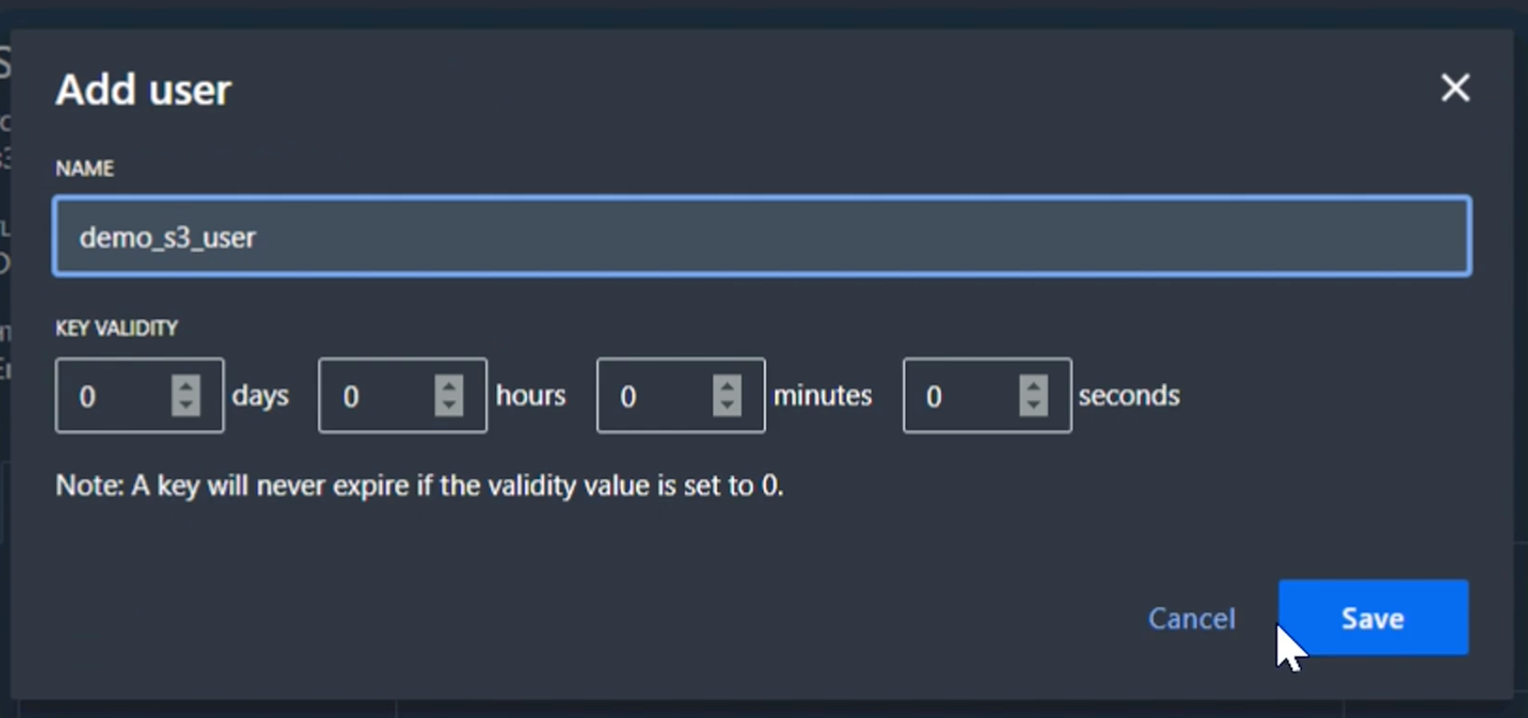 Add user
NAME
demo_s3_user
KEY VALIDITY
0 days 0 hours 0 minutes 0 seconds
Note: A key will never expire if the validity value is set to 0.
Cancel Save